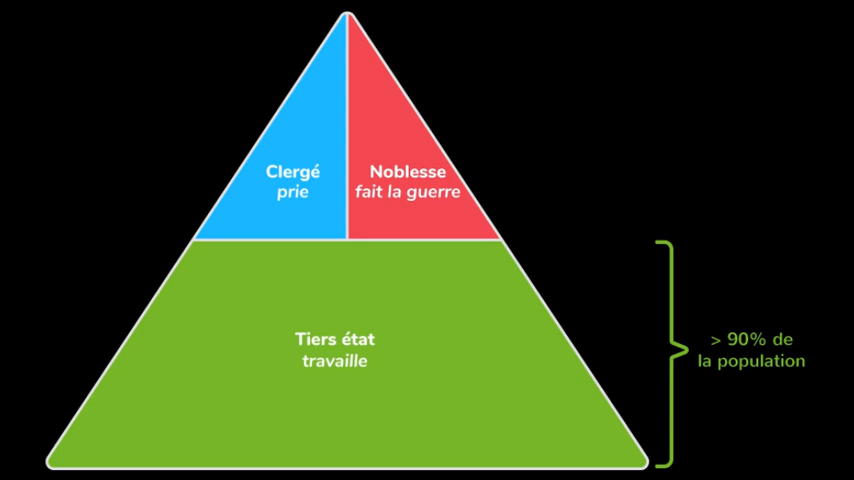 Clergé
prie
Noblesse
fait la guerre
Tiers état
travaille
> 90% de
la population